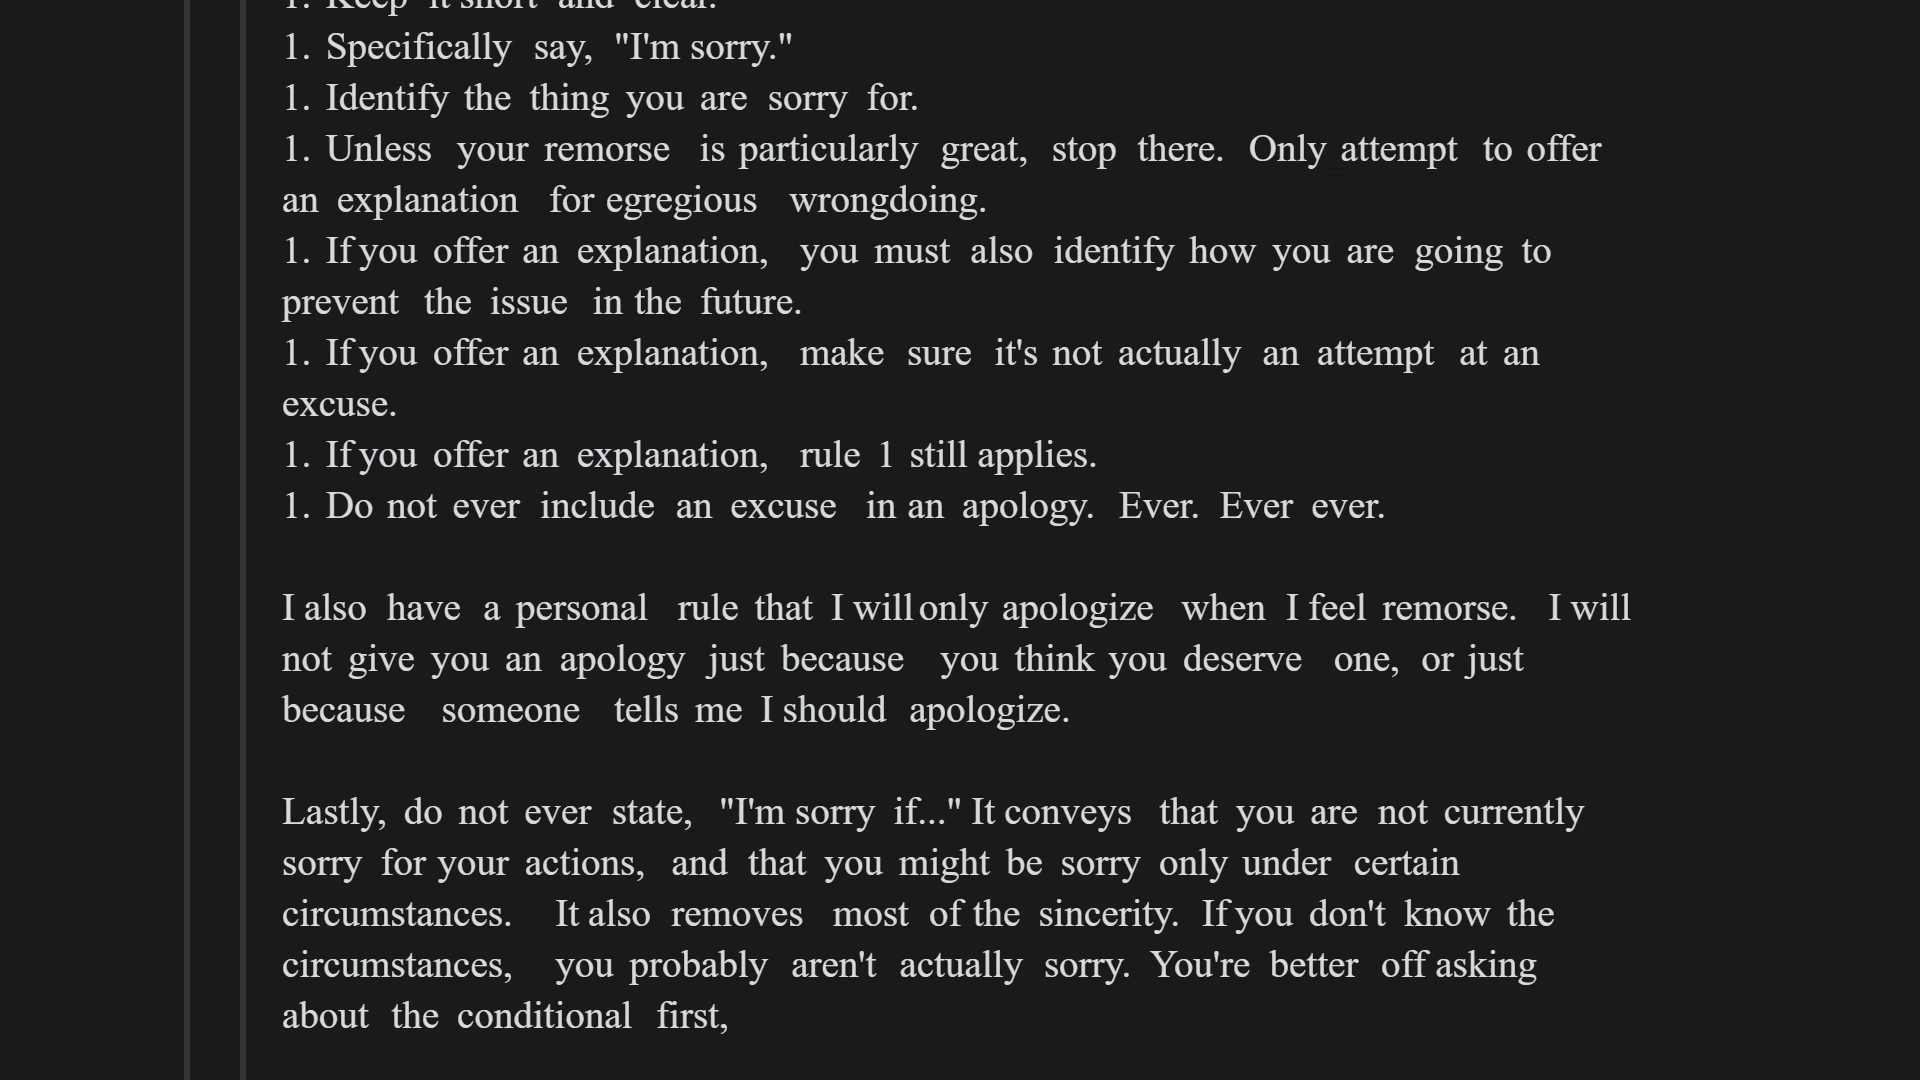 1. Keep it short and clear.
1. Specifically say, "I'm sorry."
1. Identify the thing you are sorry for.
1. Unless your remorse is particularly great, stop there. Only attempt to offer
an explanation for egregious wrongdoing.
1. If you offer an explanation, you must also identify how you are going to
prevent the issue in the future.
1. If you offer an explanation, make sure it's not actually an attempt at an
excuse.
1. If you offer an explanation, rule 1 still applies.
1. Do not ever include an excuse in an apology. Ever. Ever ever.
I also have a personal rule that I will only apologize when I feel remorse. I will
not give you an apology just because you think you deserve one, or just
because someone tells me I should apologize.
Lastly, do not ever state, "I'm sorry if..." It conveys that you are not currently
sorry for your actions, and that you might be sorry only under certain
circumstances. It also removes most of the sincerity. If you don't know the
circumstances, you probably aren't actually sorry. You're better off asking
about the conditional first,